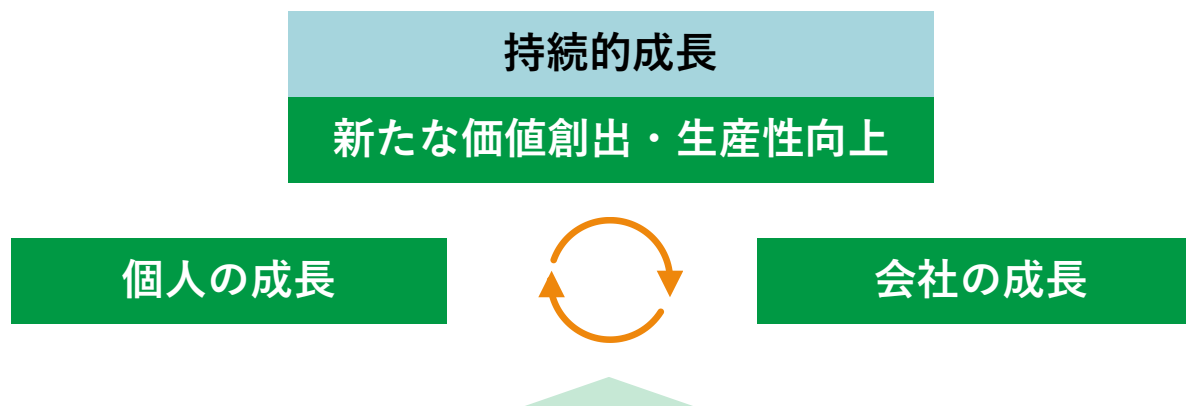 持続的成長
新たな価値創出・生産性向上
個人の成長
会社の成長